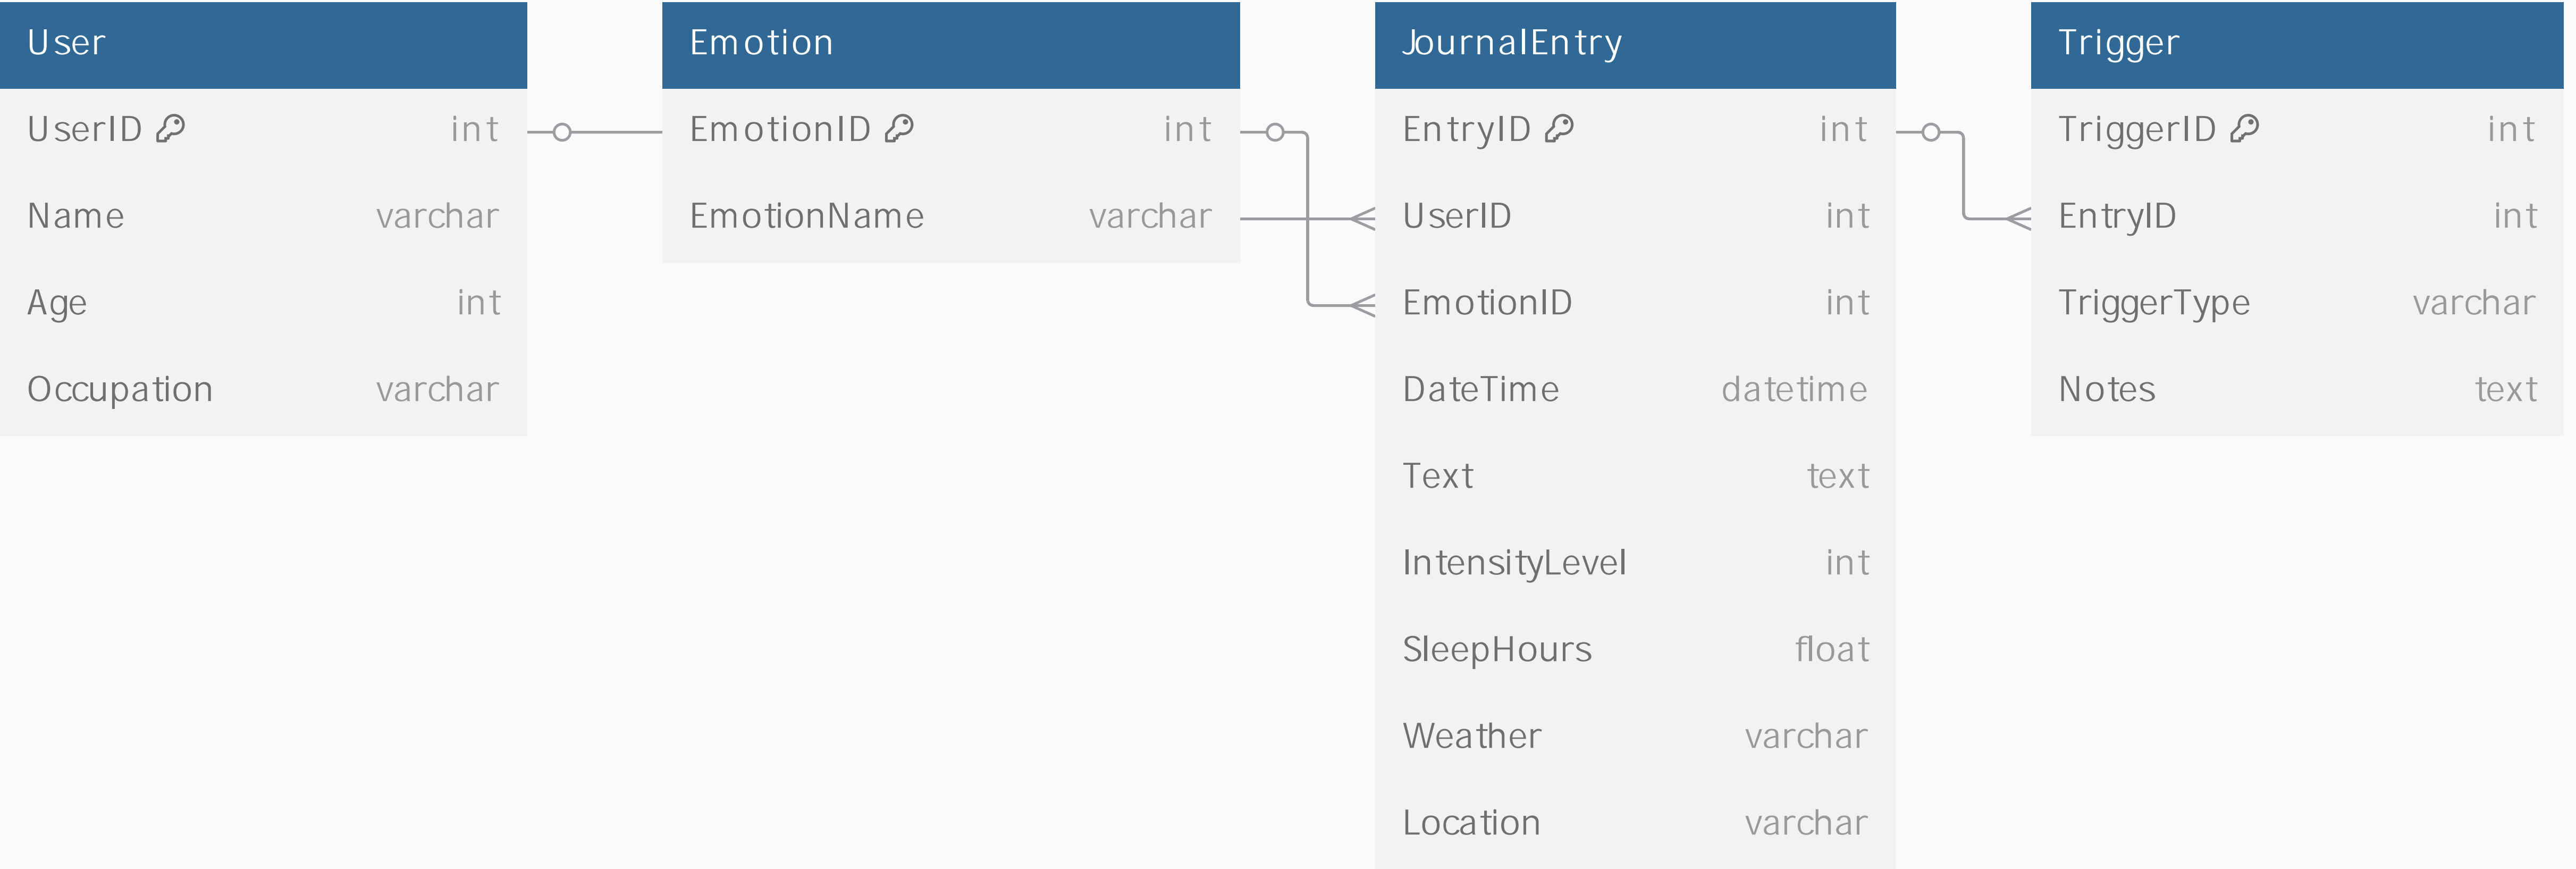 User
UserID int
Name varchar
Age int
Occupation varchar
Emotion
EmotionID int
EmotionName varchar
JournalEntry
EntryID int
UserID int
EmotionID int
DateTime datetime
Text text
IntensityLevel int
SleepHours float
Weather varchar
Location varchar
Trigger
TriggerID int
EntryID int
TriggerType varchar
Notes text